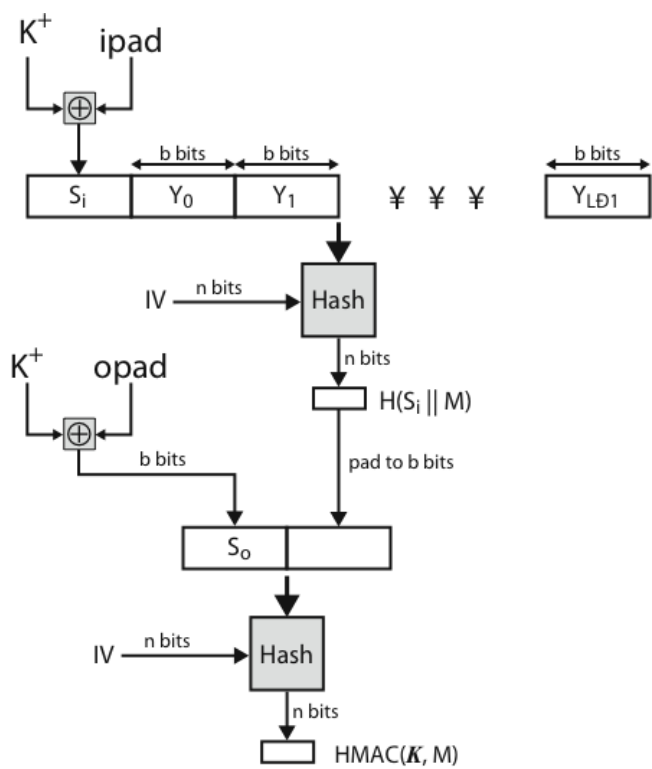 K+ ipad
b bits b bits b bits
Si Y0 Y1 ¥ ¥ ¥ YLÐ1
IV n bits Hash
n bits
K+ opad H(Si || M)
b bits pad to b bits
So
IV n bits Hash
n bits
HMAC(K, M)